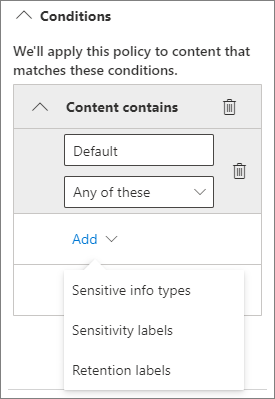 Conditions
We'll apply this policy to content that
matches these conditions.
Content contains
Default
Any of these
Add
Sensitive info types
Sensitivity labels
Retention labels